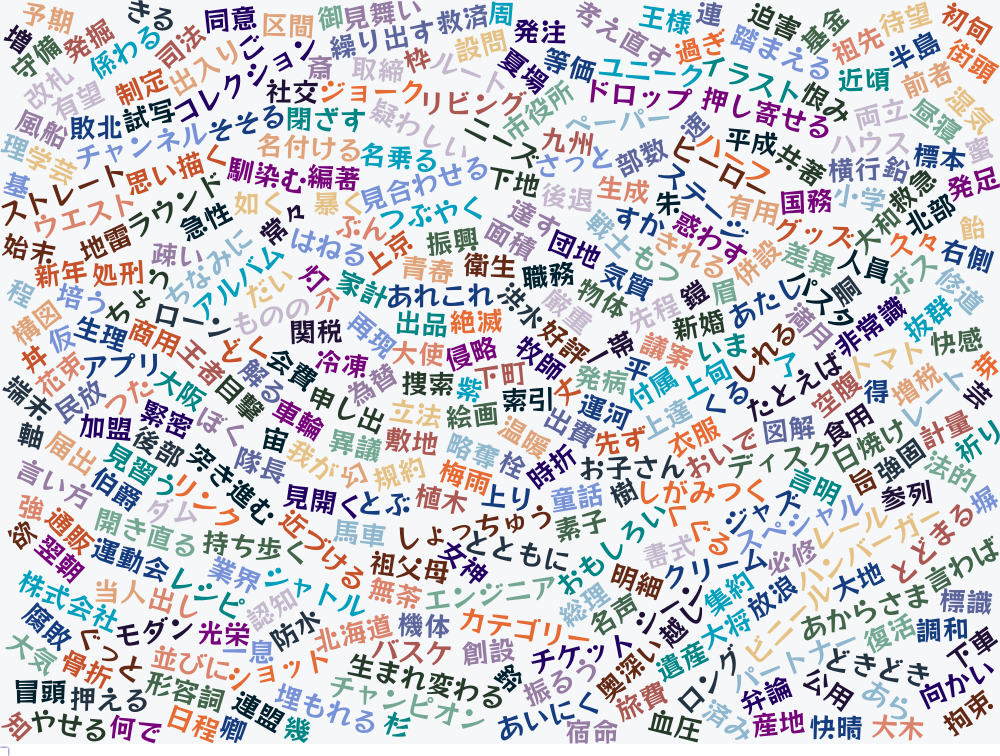 予期
きる
同意
区間
御
見舞い
救済
周
発注
考え直す
王様
連
迫害
金
釜
祖先
待望
初旬
増
守備
発掘
係わる
司法
出入り
ご
繰り出す
枠
設問
夏場
等価
ユニーク
過ぎ
踏まえる
半島
街頭
改札
有望
制定
試写
コレクション
斎
取締
ルート
ドロップ
イラスト
恨み
近頃
前者
湿気
風船
敗北
社交
ジョーク
リビング
市役所
押し寄せる
両立
昼寝
理
学芸
チャンネル
そそる
閉ざす
疑わしい
ニーズ
ペーパー
速
平成
共著
ハウス
標本
蜜
基
ストレート
思い描く
名付ける
名乗る
九州
さっと
部数
ヒーロー
ハラフ
横行
鉛
発足
ウエスト
ラウンド
馴染む
編著
見合わせる
下地
後退
生成
朱
ステージ
有用
国務
小学
救急
始末
地雷
急性
如く
暴く
つぶやく
達す
戦士
すか
惑わす
グッズ
大和
北部
飴
新年
処刑
疎い
ちなみに
常々
はねる
ぶん
上京
振興
面積
団地
もつ
きれる
併設
差異
人員
久々
右側
程
培う
ちょう
アルバム
だい
灯
家計
青春
衛生
職務
気質
鎧
眉
あたし
パスク
胴
ボス
修道
構図
仮
生理
ローン
ものの
介
あれこれ
洪水
厳重
物体
先程
新婚
満月
非常識
抜群
丼
花束
アプリ
商用
王者
どく
会費
関税
再現
出品
絶滅
好評
一帯
議案
いま
しれる
トマト
快感
端末
民放
つた
大阪
目撃
解る
冷凍
大使
侵略
牧師
平
付属
上旬
了
たとえば
空腹
得
増税
芽
軸
加盟
緊密
ぼく
車輪
為替
捜索
紫
下町
女
発病
運河
上達
くる
図解
食用
レート
芸
届出
後部
宙
申し出
立法
絵画
索引
出費
先ず
衣服
おいで
日焼け
計量
祈り
言い方
見習う
突き進む
隊長
我が
異議
幻
敷地
略奪
温暖
栓
時折
お子さん
ディスク
岳
強固
法的
強
伯爵
リンク
見開く
規約
梅雨
童話
樹
しがみつく
言明
参列
塀
欲
通販
ダム
近づける
とぶ
植木
上り
素子
くぐる
ジャズ
スペシャル
レール
とどまる
翌朝
開き直る
持ち歩く
馬車
しょっちゅう
おもしろい
書式
必修
ハンバーガー
言わば
運動会
業界
シャトル
祖父母
女神
とともに
明細
クリーム
放浪
大地
株式会社
当人
出し
レシピ
認知
無茶
エンジニア
総理
名声
シーン
集約
ビニール
あからさま
標識
腐敗
ぐっと
モダン
光栄
防水
北海道
機体
カテゴリー
チケット
越し
大将
復活
調和
大気
骨折
並びに
一息
ショット
バスケ
創設
奥深い
遺産
パートナー
どきどき
下車
冒頭
押える
形容詞
連盟
埋もれる
生まれ変わる
チャンピオン
振るう
旅費
ロング
弁論
公用
あら
向かい
知
やせる
何で
日程
卿
幾
杉
あいにく
宿命
血圧
済み
産地
快晴
大木
拘束